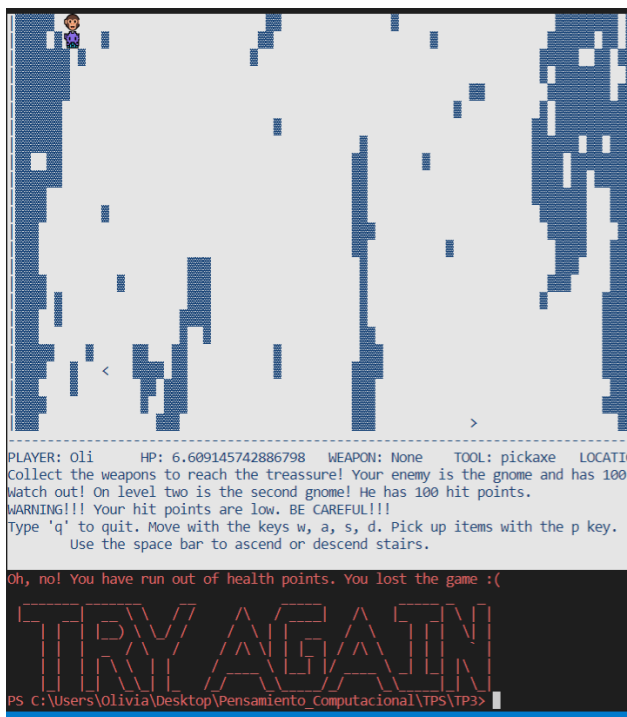 <
>
PLAYER: Oli HP: 6.609145742886798 WEAPON: None TOOL: pickaxe LOCATI
Collect the weapons to reach the treassure! Your enemy is the gnome and has 100
Watch out! On level two is the second gnome! He has 100 hit points.
WARNING!!! Your hit points are low. BE CAREFUL!!!
Type 'q' to quit. Move with the keys w, a, s, d. Pick up items with the p key.
Use the space bar to ascend or descend stairs.
Oh, no! You have run out of health points. You lost the game :(
TRY AGAIN
PS C:\Users\Olivia\Desktop\Pensamiento_Computacional\TPS\TP3>